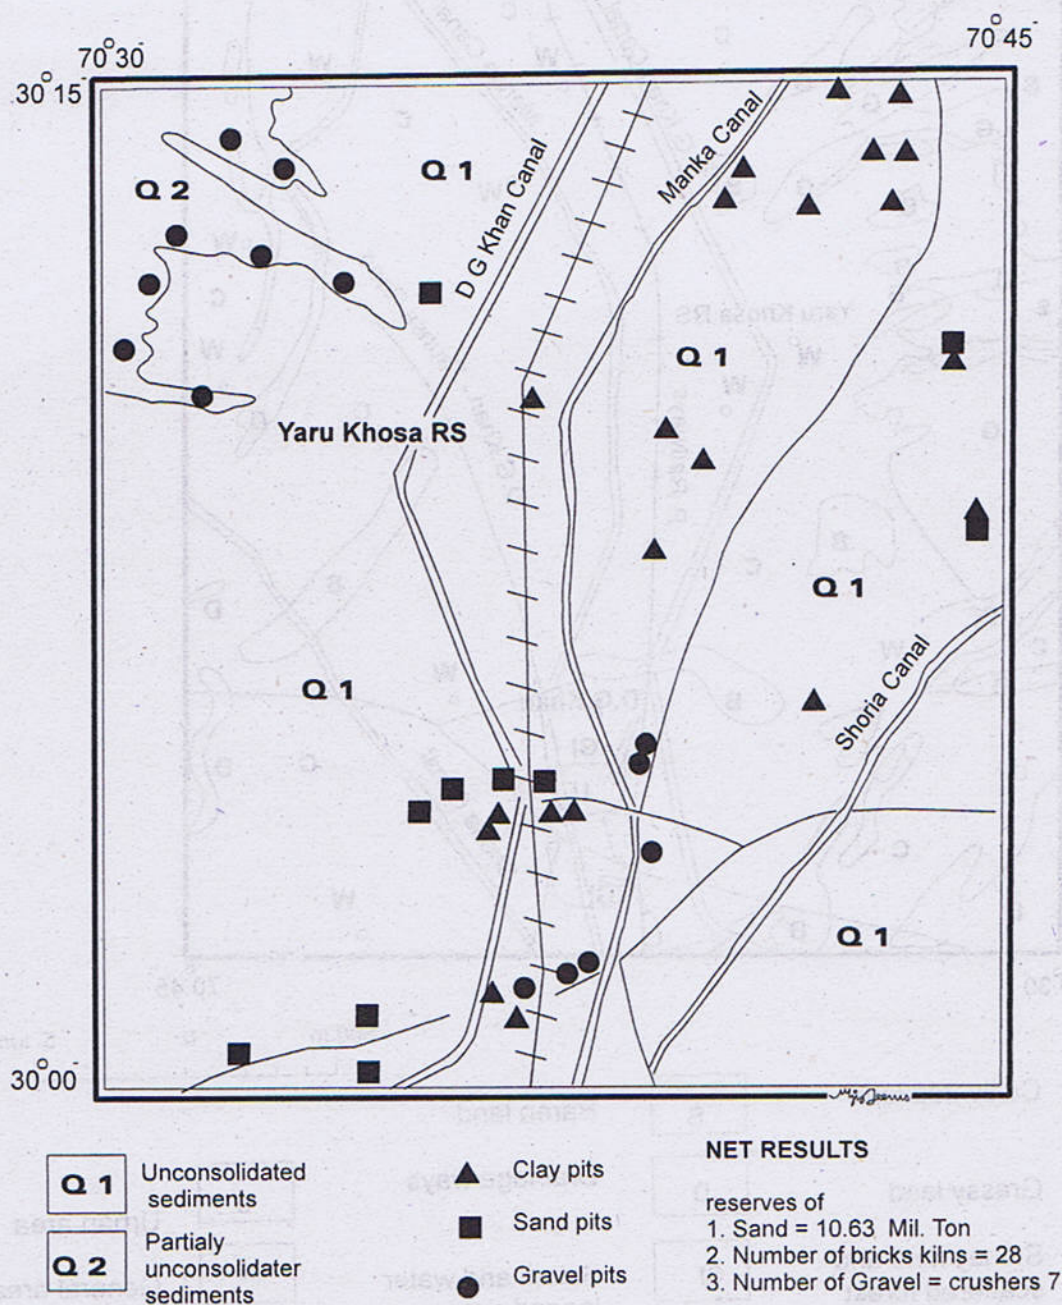 70°30'
70°45'
30°15'
D G Khan Canal
Manka Canal
Q 1
Q 2
Q 1
Yaru Khosa RS
Q 1
Q 1
Shoria Canal
Q 1
30°00'
Q 1 Unconsolidated
sediments
Q 2 Partialy
unconsolidater
sediments
Clay pits
Sand pits
Gravel pits
NET RESULTS
reserves of
1. Sand = 10.63 Mil. Ton
2. Number of bricks kilns = 28
3. Number of Gravel = crushers 7